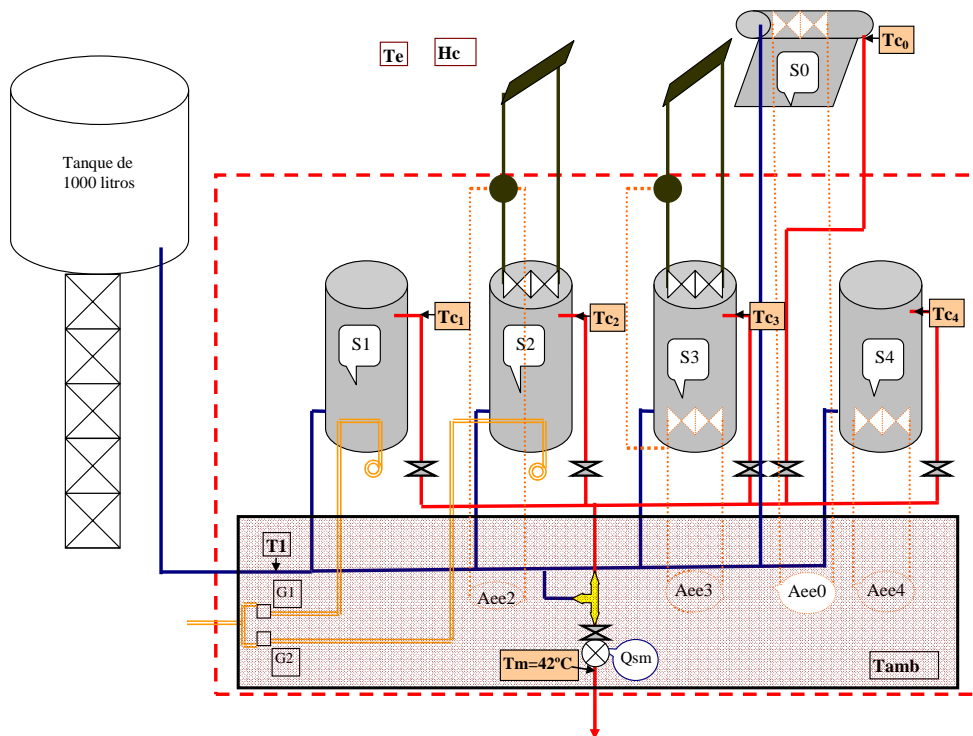 Te
Hc
Tc0
S0
Tanque de
1000 litros
Tc1
Tc2
Tc3
Tc4
S1
S2
S3
S4
T1
G1
Aee2
Aee3
Aee0
Aee4
G2
Tm=42ºC
Qsm
Tamb